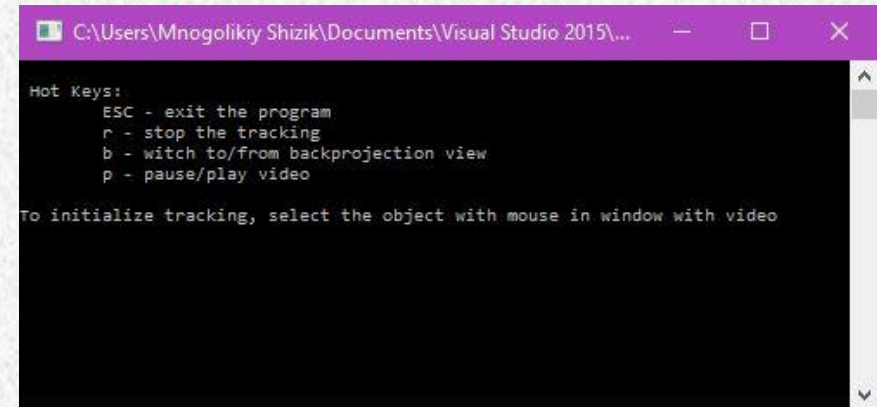 C:\Users\Mnogolikiy Shizik\Documents\Visual Studio 2015\...
Hot Keys:
ESC - exit the program
r - stop the tracking
b - witch to/from backprojection view
p - pause/play video
To initialize tracking, select the object with mouse in window with video